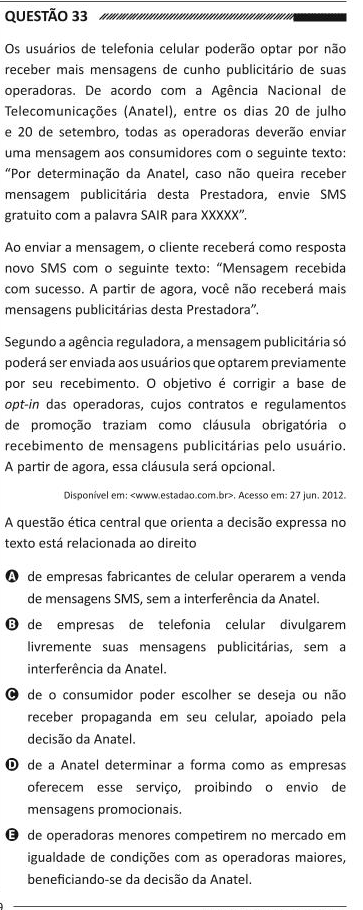 QUESTÃO 33
Os usuários de telefonia celular poderão optar por não
receber mais mensagens de cunho publicitário de suas
operadoras. De acordo com a Agência Nacional de
Telecomunicações (Anatel), entre os dias 20 de julho
e 20 de setembro, todas as operadoras deverão enviar
uma mensagem aos consumidores com o seguinte texto:
“Por determinação da Anatel, caso não queira receber
mensagem publicitária desta Prestadora, envie SMS
gratuito com a palavra SAIR para XXXXX”.
Ao enviar a mensagem, o cliente receberá como resposta
novo SMS com o seguinte texto: “Mensagem recebida
com sucesso. A partir de agora, você não receberá mais
mensagens publicitárias desta Prestadora”.
Segundo a agência reguladora, a mensagem publicitária só
poderá ser enviada aos usuários que optarem previamente
por seu recebimento. O objetivo é corrigir a base de
opt-in das operadoras, cujos contratos e regulamentos
de promoção traziam como cláusula obrigatória o
recebimento de mensagens publicitárias pelo usuário.
A partir de agora, essa cláusula será opcional.
Disponível em: <www.estadao.com.br>. Acesso em: 27 jun. 2012.
A questão ética central que orienta a decisão expressa no
texto está relacionada ao direito
A de empresas fabricantes de celular operarem a venda
de mensagens SMS, sem a interferência da Anatel.
B de empresas de telefonia celular divulgarem
livremente suas mensagens publicitárias, sem a
interferência da Anatel.
C de o consumidor poder escolher se deseja ou não
receber propaganda em seu celular, apoiado pela
decisão da Anatel.
D de a Anatel determinar a forma como as empresas
oferecem esse serviço, proibindo o envio de
mensagens promocionais.
E de operadoras menores competirem no mercado em
igualdade de condições com as operadoras maiores,
beneficiando-se da decisão da Anatel.